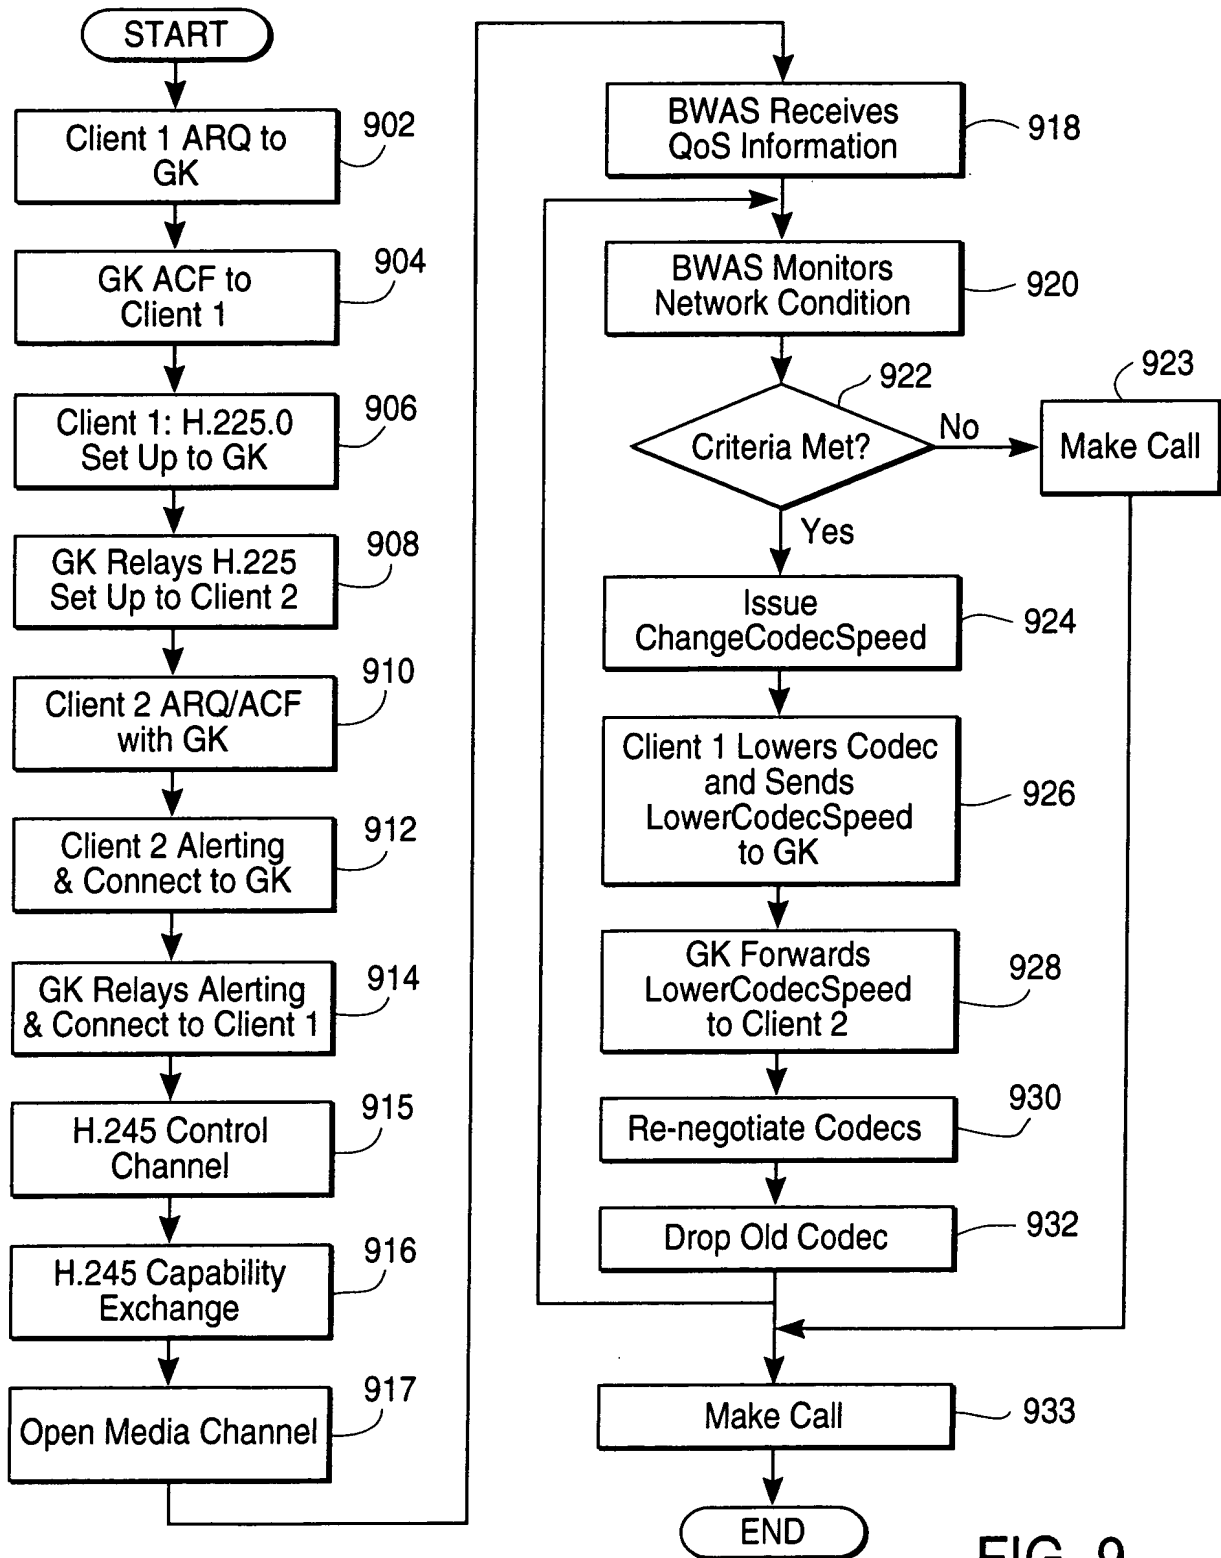 START
Client 1 ARQ to
GK
902
GK ACF to
Client 1
904
Client 1: H.225.0
Set Up to GK
906
GK Relays H.225
Set Up to Client 2
908
Client 2 ARQ/ACF
with GK
910
Client 2 Alerting
& Connect to GK
912
GK Relays Alerting
& Connect to Client 1
914
H.245 Control
Channel
915
H.245 Capability
Exchange
916
Open Media Channel
917
BWAS Receives
QoS Information
918
BWAS Monitors
Network Condition
920
Criteria Met?
922
No
Make Call
923
Yes
Issue
ChangeCodecSpeed
924
Client 1 Lowers Codec
and Sends
LowerCodecSpeed
to GK
926
GK Forwards
LowerCodecSpeed
to Client 2
928
Re-negotiate Codecs
930
Drop Old Codec
932
Make Call
933
END
FIG. 9